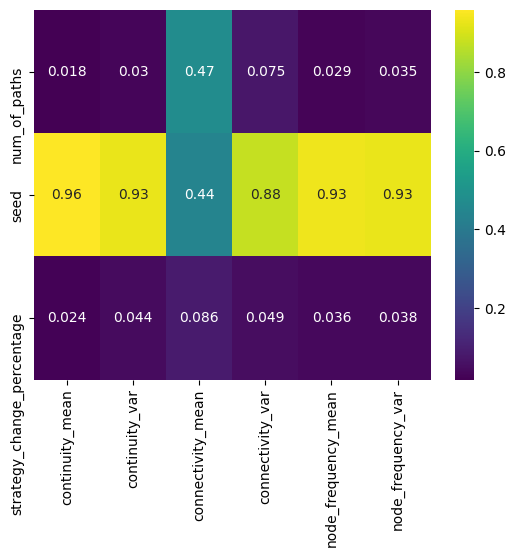 num_of_paths
0.018 0.03 0.47 0.075 0.029 0.035
seed
0.96 0.93 0.44 0.88 0.93 0.93
strategy_change_percentage
0.024 0.044 0.086 0.049 0.036 0.038
continuity_mean
continuity_var
connectivity_mean
connectivity_var
node_frequency_mean
node_frequency_var
0.8
0.6
0.4
0.2